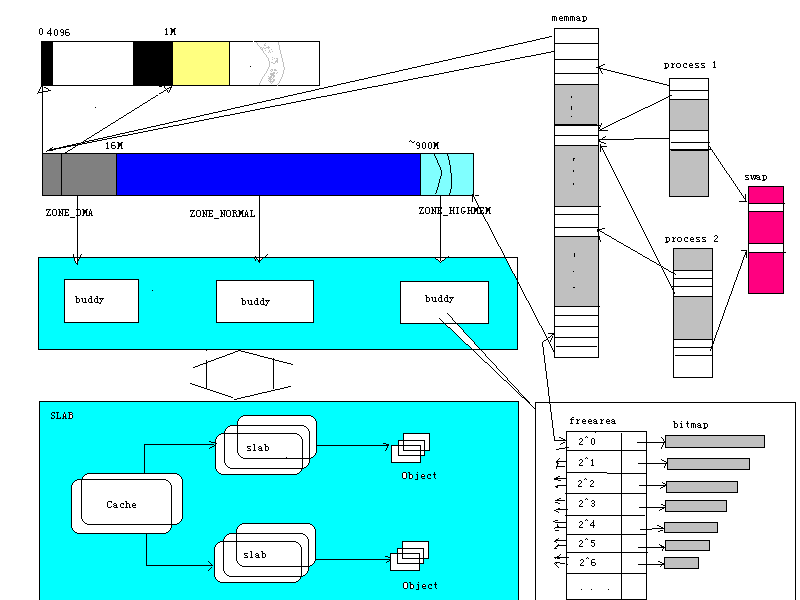 memmap
0 4096
1M
process 1
16M
~900M
swap
ZONE_DMA
ZONE_NORMAL
ZONE_HIGHMEM
process 2
buddy
buddy
buddy
SLAB
freearea
bitmap
slab
2^0
2^1
Object
2^2
Cache
2^3
2^4
slab
2^5
2^6
Object
. . .